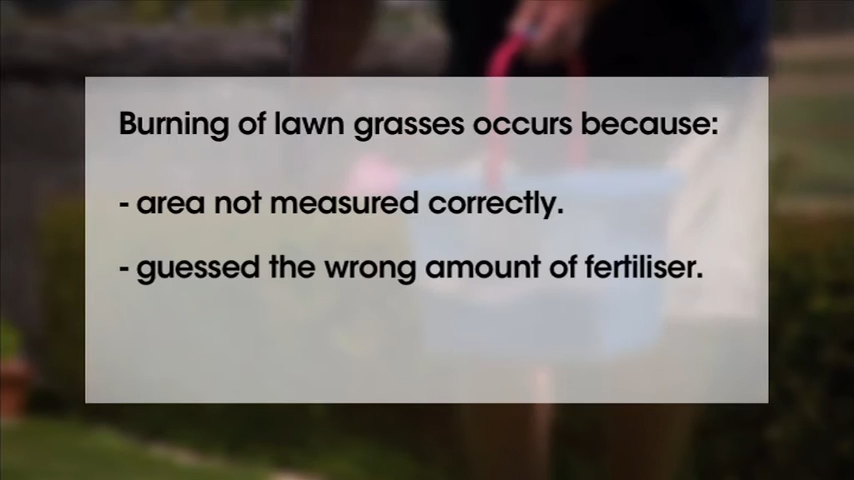 Burning of lawn grasses occurs because:
- area not measured correctly.
- guessed the wrong amount of fertiliser.